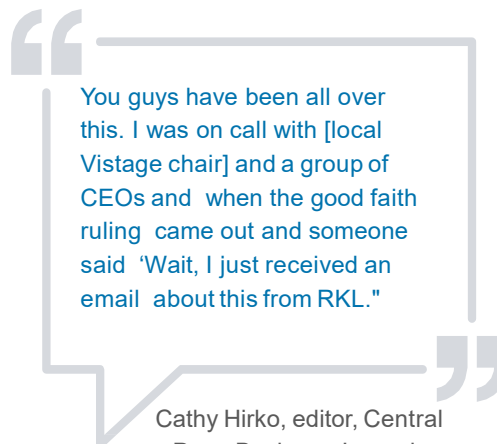 You guys have been all over
this. I was on call with [local
Vistage chair] and a group of
CEOs and when the good faith
ruling came out and someone
said ‘Wait, I just received an
email about this from RKL."
Cathy Hirko, editor, Central